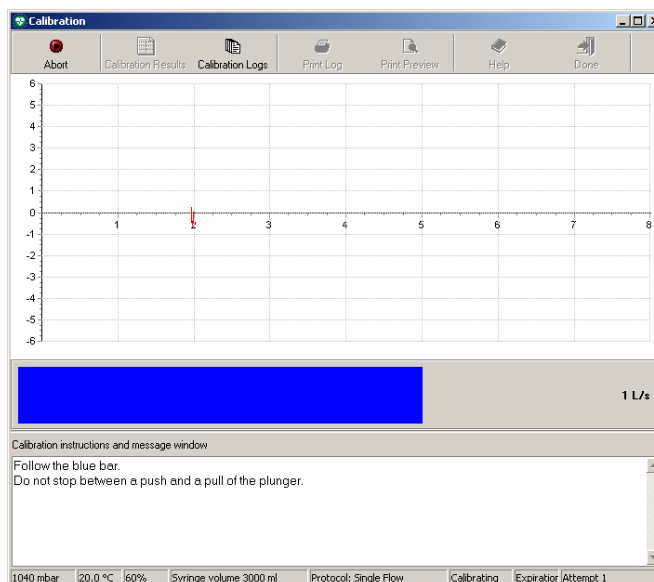 Calibration
Abort
Calibration Results
Calibration Logs
Print Log
Print Preview
Help
Done
6
5
4
3
2
1
0
-1
-2
-3
-4
-5
-6
1 2 3 4 5 6 7 8
1 L/s
Calibration instructions and message window
Follow the blue bar.
Do not stop between a push and a pull of the plunger.
1040 mbar 20.0 °C 60% Syringe volume 3000 ml Protocol: Single Flow Calibrating Expiration Attempt 1